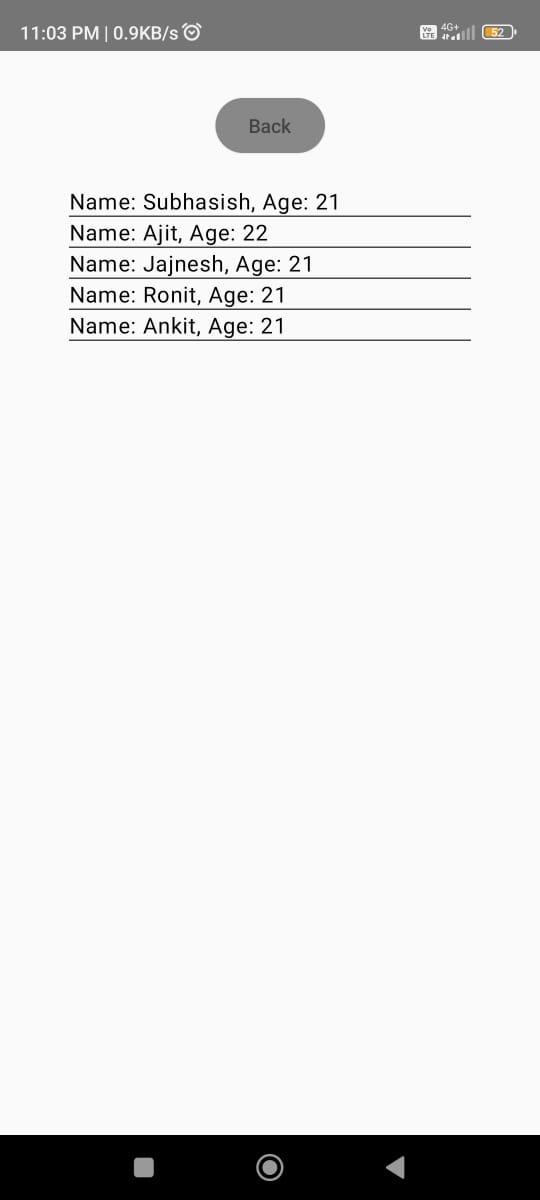 11:03 PM | 0.9KB/s
Vo LTE 4G+ 52
Back
Name: Subhasish, Age: 21
Name: Ajit, Age: 22
Name: Jajnesh, Age: 21
Name: Ronit, Age: 21
Name: Ankit, Age: 21